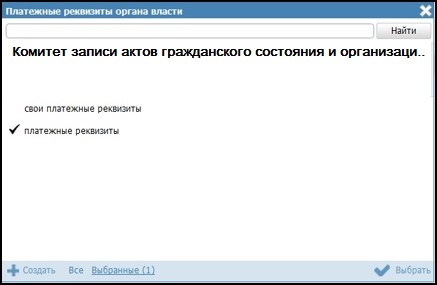 Платежные реквизиты органа власти
Найти
Комитет записи актов гражданского состояния и организаци..
свои платежные реквизиты
платежные реквизиты
Создать Все Выбранные (1) Выбрать